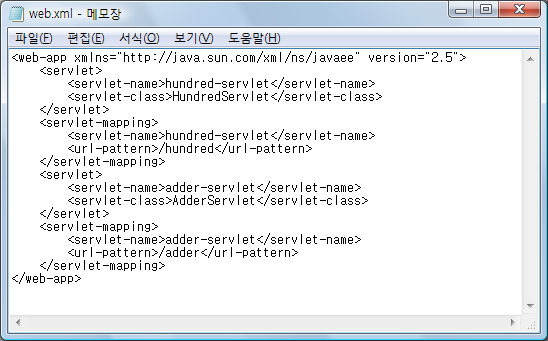 web.xml - 메모장
파일(F) 편집(E) 서식(O) 보기(V) 도움말(H)
<web-app xmlns="http://java.sun.com/xml/ns/javaee" version="2.5">
    <servlet>
        <servlet-name>hundred-servlet</servlet-name>
        <servlet-class>HundredServlet</servlet-class>
    </servlet>
    <servlet-mapping>
        <servlet-name>hundred-servlet</servlet-name>
        <url-pattern>/hundred</url-pattern>
    </servlet-mapping>
    <servlet>
        <servlet-name>adder-servlet</servlet-name>
        <servlet-class>AdderServlet</servlet-class>
    </servlet>
    <servlet-mapping>
        <servlet-name>adder-servlet</servlet-name>
        <url-pattern>/adder</url-pattern>
    </servlet-mapping>
</web-app>